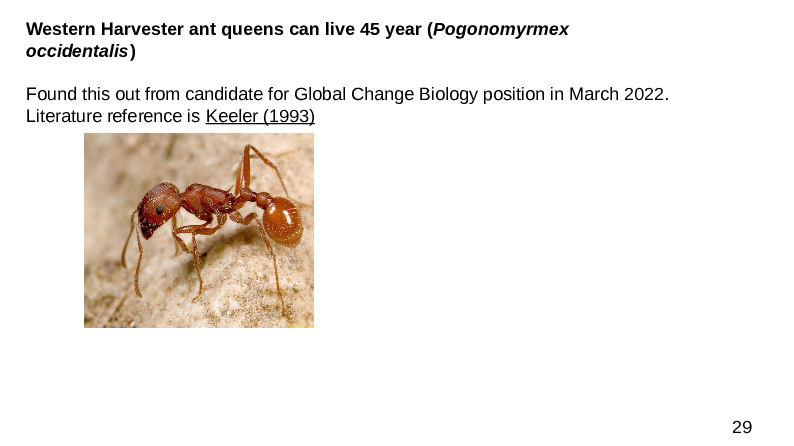 Western Harvester ant queens can live 45 year (Pogonomyrmex
occidentalis)
Found this out from candidate for Global Change Biology position in March 2022.
Literature reference is Keeler (1993)
29